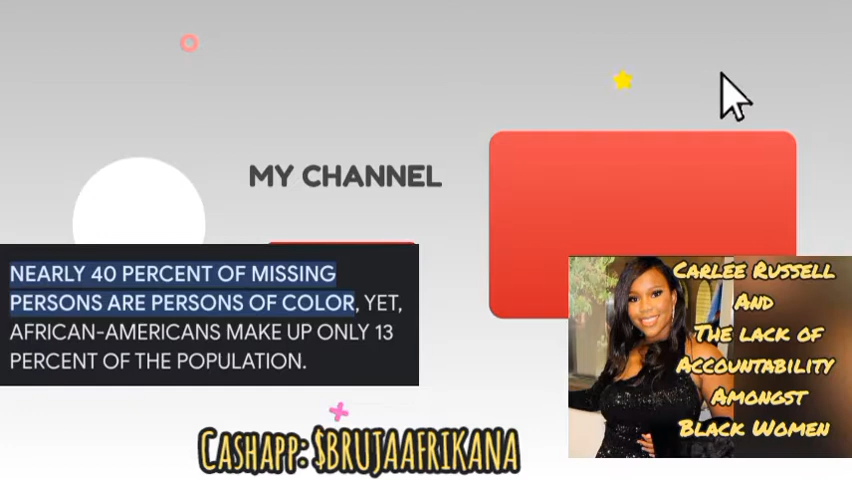 MY CHANNEL
NEARLY 40 PERCENT OF MISSING
PERSONS ARE PERSONS OF COLOR, YET,
AFRICAN-AMERICANS MAKE UP ONLY 13
PERCENT OF THE POPULATION.
Carlee Russell
And
The lack of
Accountability
Amongst
Black Women
Cashapp: $BRUJAAFRIKANA